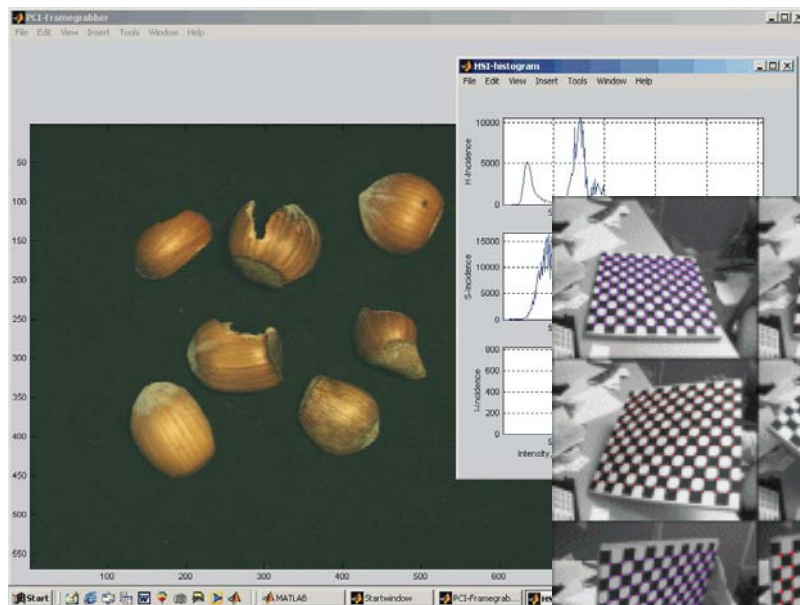 PCI-Framegrabber
File Edit View Insert Tools Window Help
50
100
150
200
250
300
350
400
450
500
550
100 200 300 400 500 600
HSI-histogram
File Edit View Insert Tools Window Help
10000
5000
0
H-Incidence
15000
10000
5000
0
S-Incidence
800
600
400
200
0
I-Incidence
Intensity,
Start MATLAB Startwindow PCI-Framegrab...